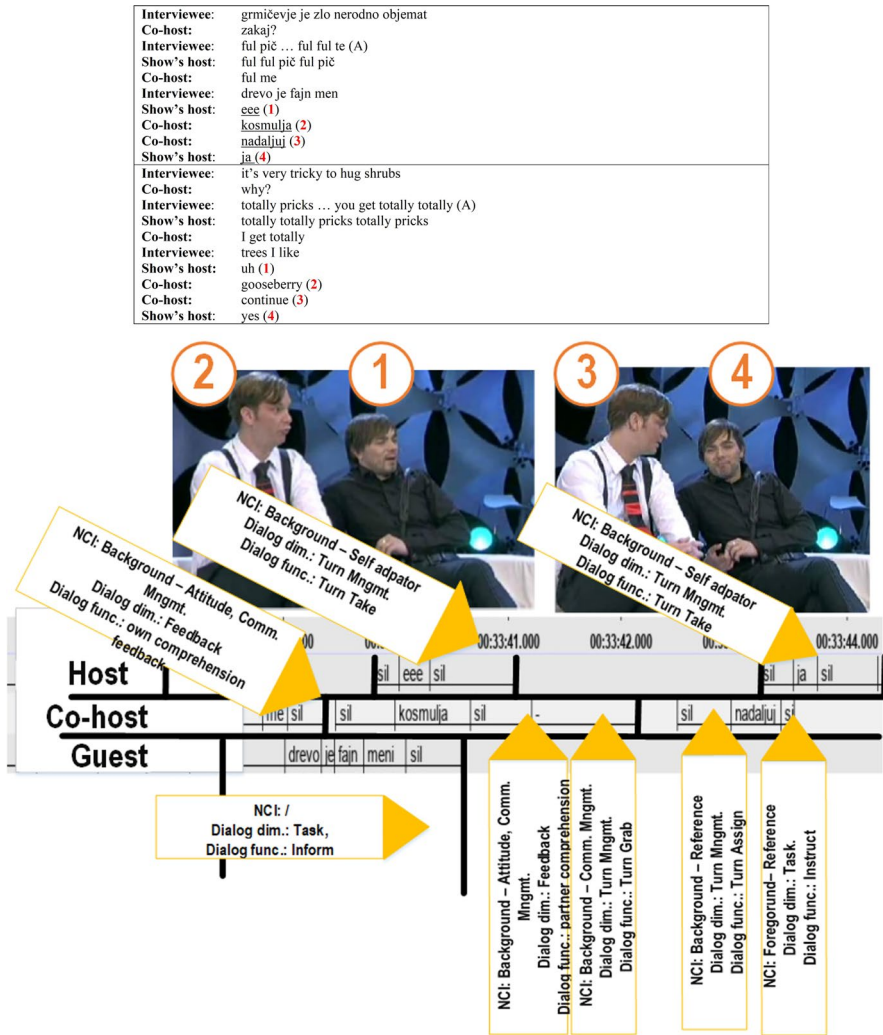 Interviewee: grmičevje je zlo nerodno objemat
Co-host: zakaj?
Interviewee: ful pič … ful ful te (A)
Show's host: ful ful pič ful pič
Co-host: ful me
Interviewee: drevo je fajn men
Show's host: eee (1)
Co-host: kosmulja (2)
Co-host: nadaljuj (3)
Show's host: ja (4)
Interviewee: it's very tricky to hug shrubs
Co-host: why?
Interviewee: totally pricks … you get totally totally (A)
Show's host: totally totally pricks totally pricks
Co-host: I get totally
Interviewee: trees I like
Show's host: uh (1)
Co-host: gooseberry (2)
Co-host: continue (3)
Show's host: yes (4)
2 1 3 4
NCI: Background – Attitude, Comm.
Mngmt.
Dialog dim.: Feedback
Dialog func.: own comprehension
feedback
NCI: Background – Self adpator
Dialog dim.: Turn Mngmt.
Dialog func.: Turn Take
NCI: Background – Self adpator
Dialog dim.: Turn Mngmt.
Dialog func.: Turn Take
00:33:41.000 00:33:42.000 00:33:44.000
Host sil eee sil sil ja sil
Co-host me sil sil kosmulja sil - sil nadaljuj si
Guest drevo je fajn meni sil
NCI: /
Dialog dim.: Task,
Dialog func.: Inform
NCI: Background – Attitude, Comm.
Mngmt.
Dialog dim.: Feedback
Dialog func.: partner comprehension
NCI: Background – Comm. Mngmt.
Dialog dim.: Turn Mngmt.
Dialog func.: Turn Grab
NCI: Background – Reference
Dialog dim.: Turn Mngmt.
Dialog func.: Turn Assign
NCI: Foregorund– Reference
Dialog dim.: Task.
Dialog func.: Instruct